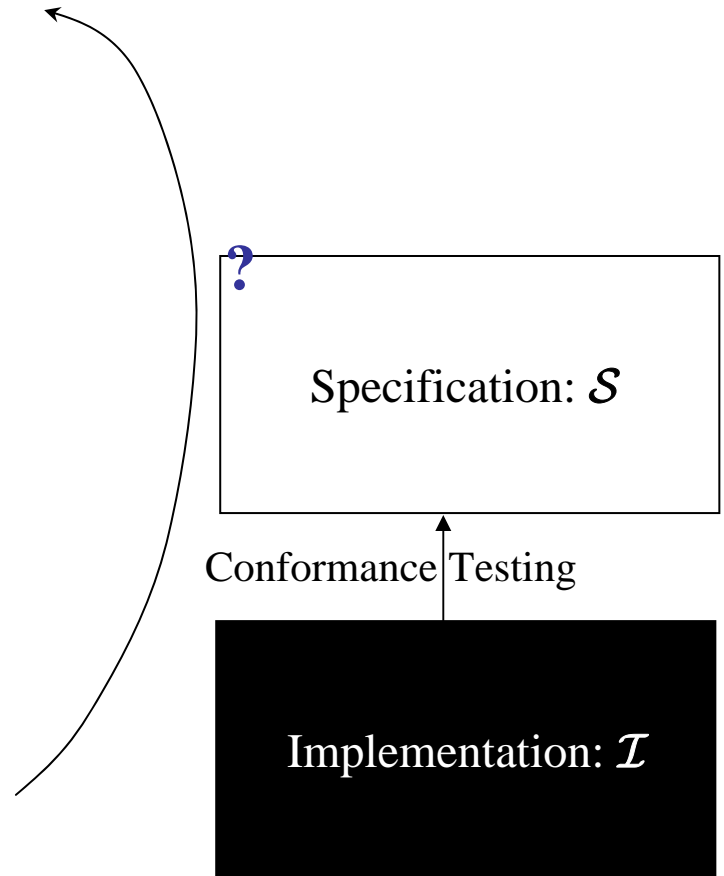 ?
Specification: 𝒮
Conformance Testing
Implementation: ℐ